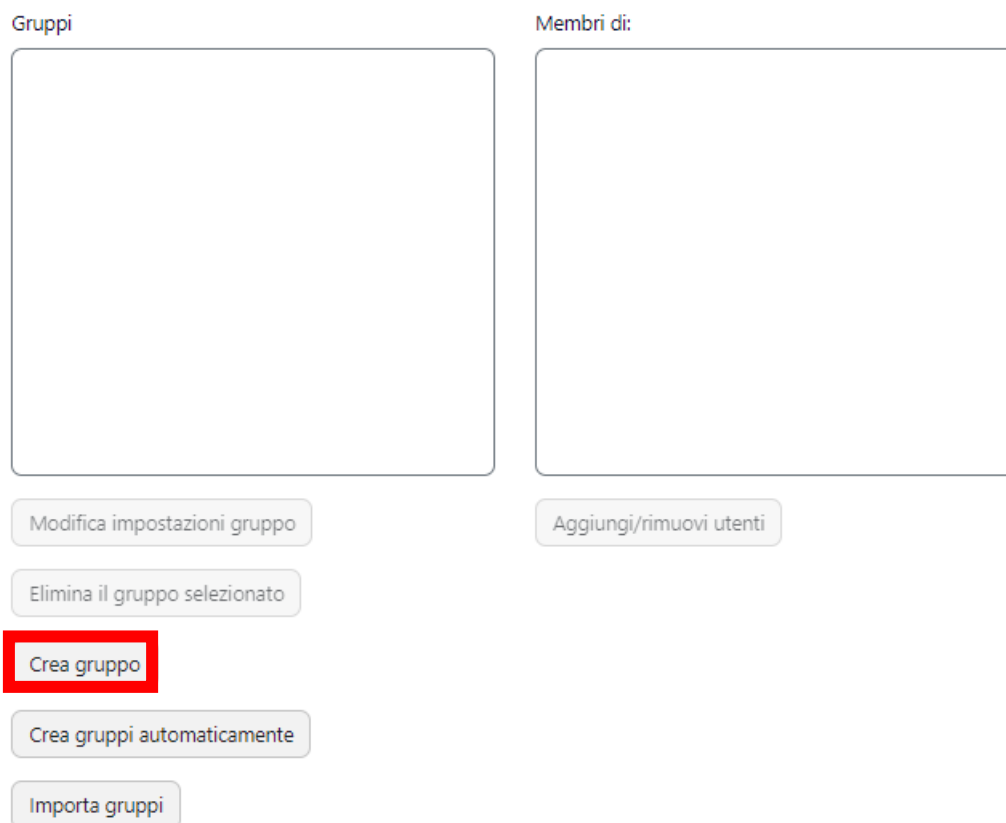 Gruppi
Membri di:
Modifica impostazioni gruppo
Aggiungi/rimuovi utenti
Elimina il gruppo selezionato
Crea gruppo
Crea gruppi automaticamente
Importa gruppi